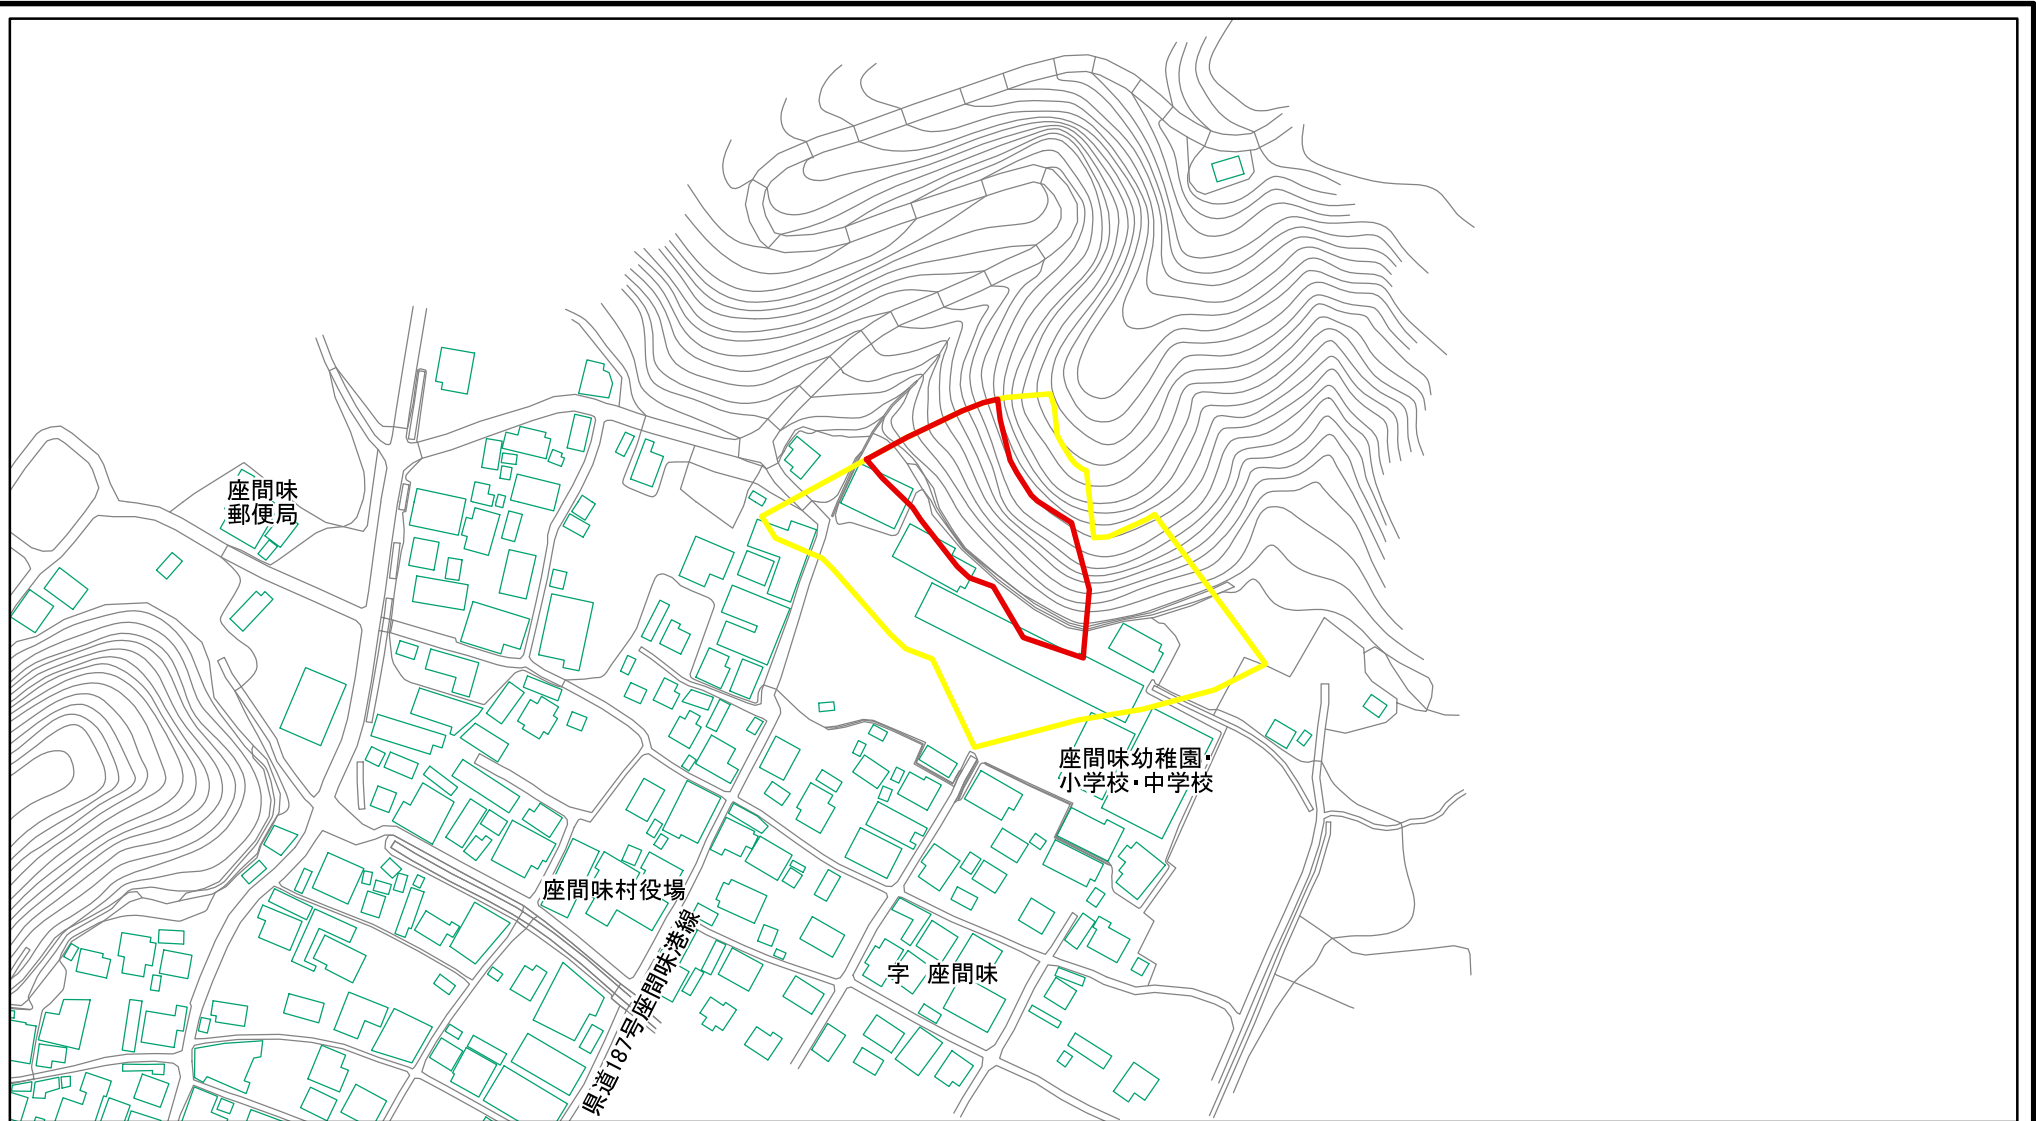 座間味
郵便局
座間味幼稚園・
小学校・中学校
座間味村役場
県道187号座間味港線
字 座間味